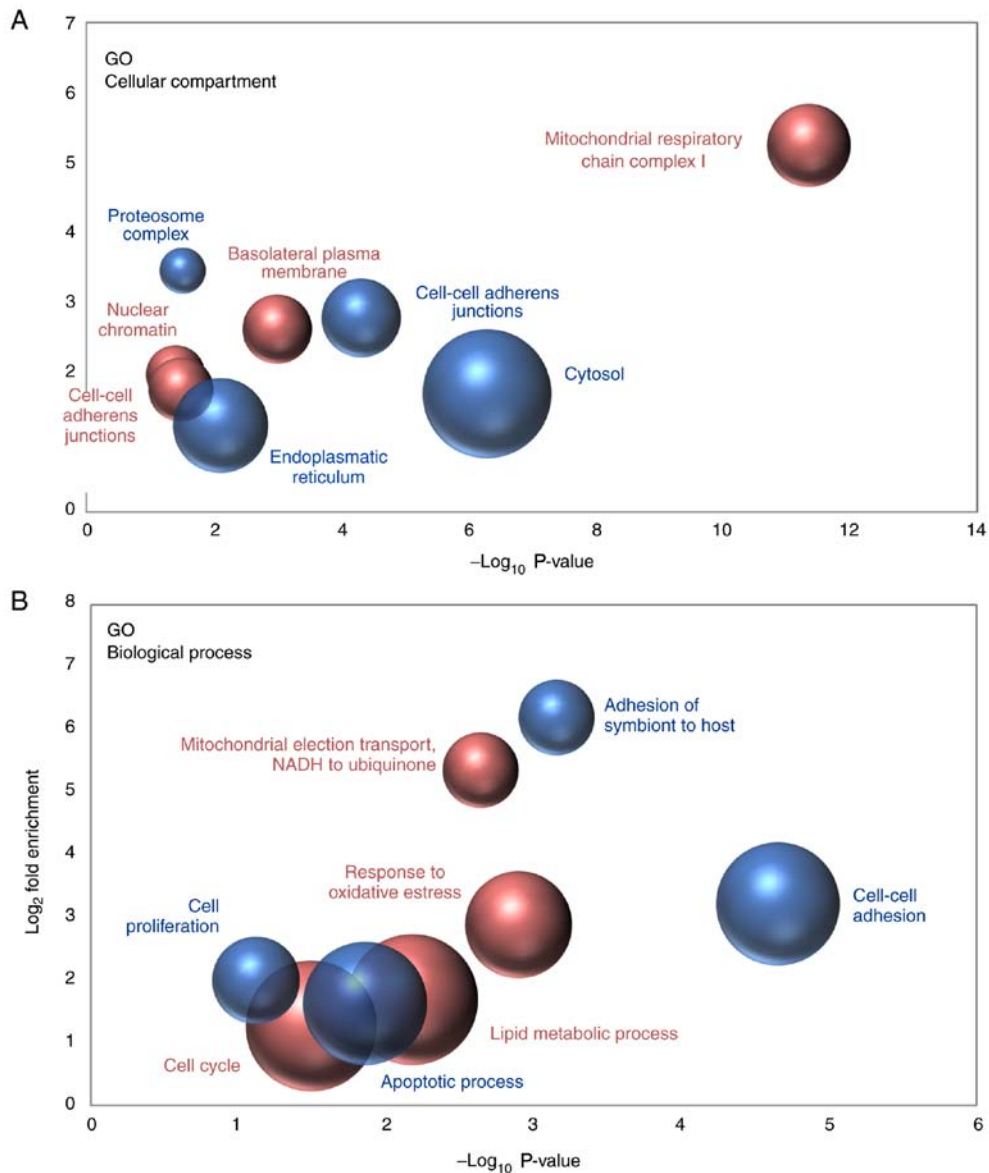 A
GO
Cellular compartment
7
6
5
4
3
2
0
Mitochondrial respiratory
chain complex I
Proteosome
complex
Basolateral plasma
membrane
Cell-cell adherens
junctions
Nuclear
chromatin
Cytosol
Cell-cell
adherens
junctions
Endoplasmatic
reticulum
0 2 4 6 8 10 12 14
–Log10 P-value
B
GO
Biological process
8
7
6
5
4
3
2
1
0
Log2 fold enrichment
Adhesion of
symbiont to host
Mitochondrial election transport,
NADH to ubiquinone
Response to
oxidative estress
Cell
proliferation
Cell-cell
adhesion
Lipid metabolic process
Cell cycle
Apoptotic process
0 1 2 3 4 5 6
–Log10 P-value